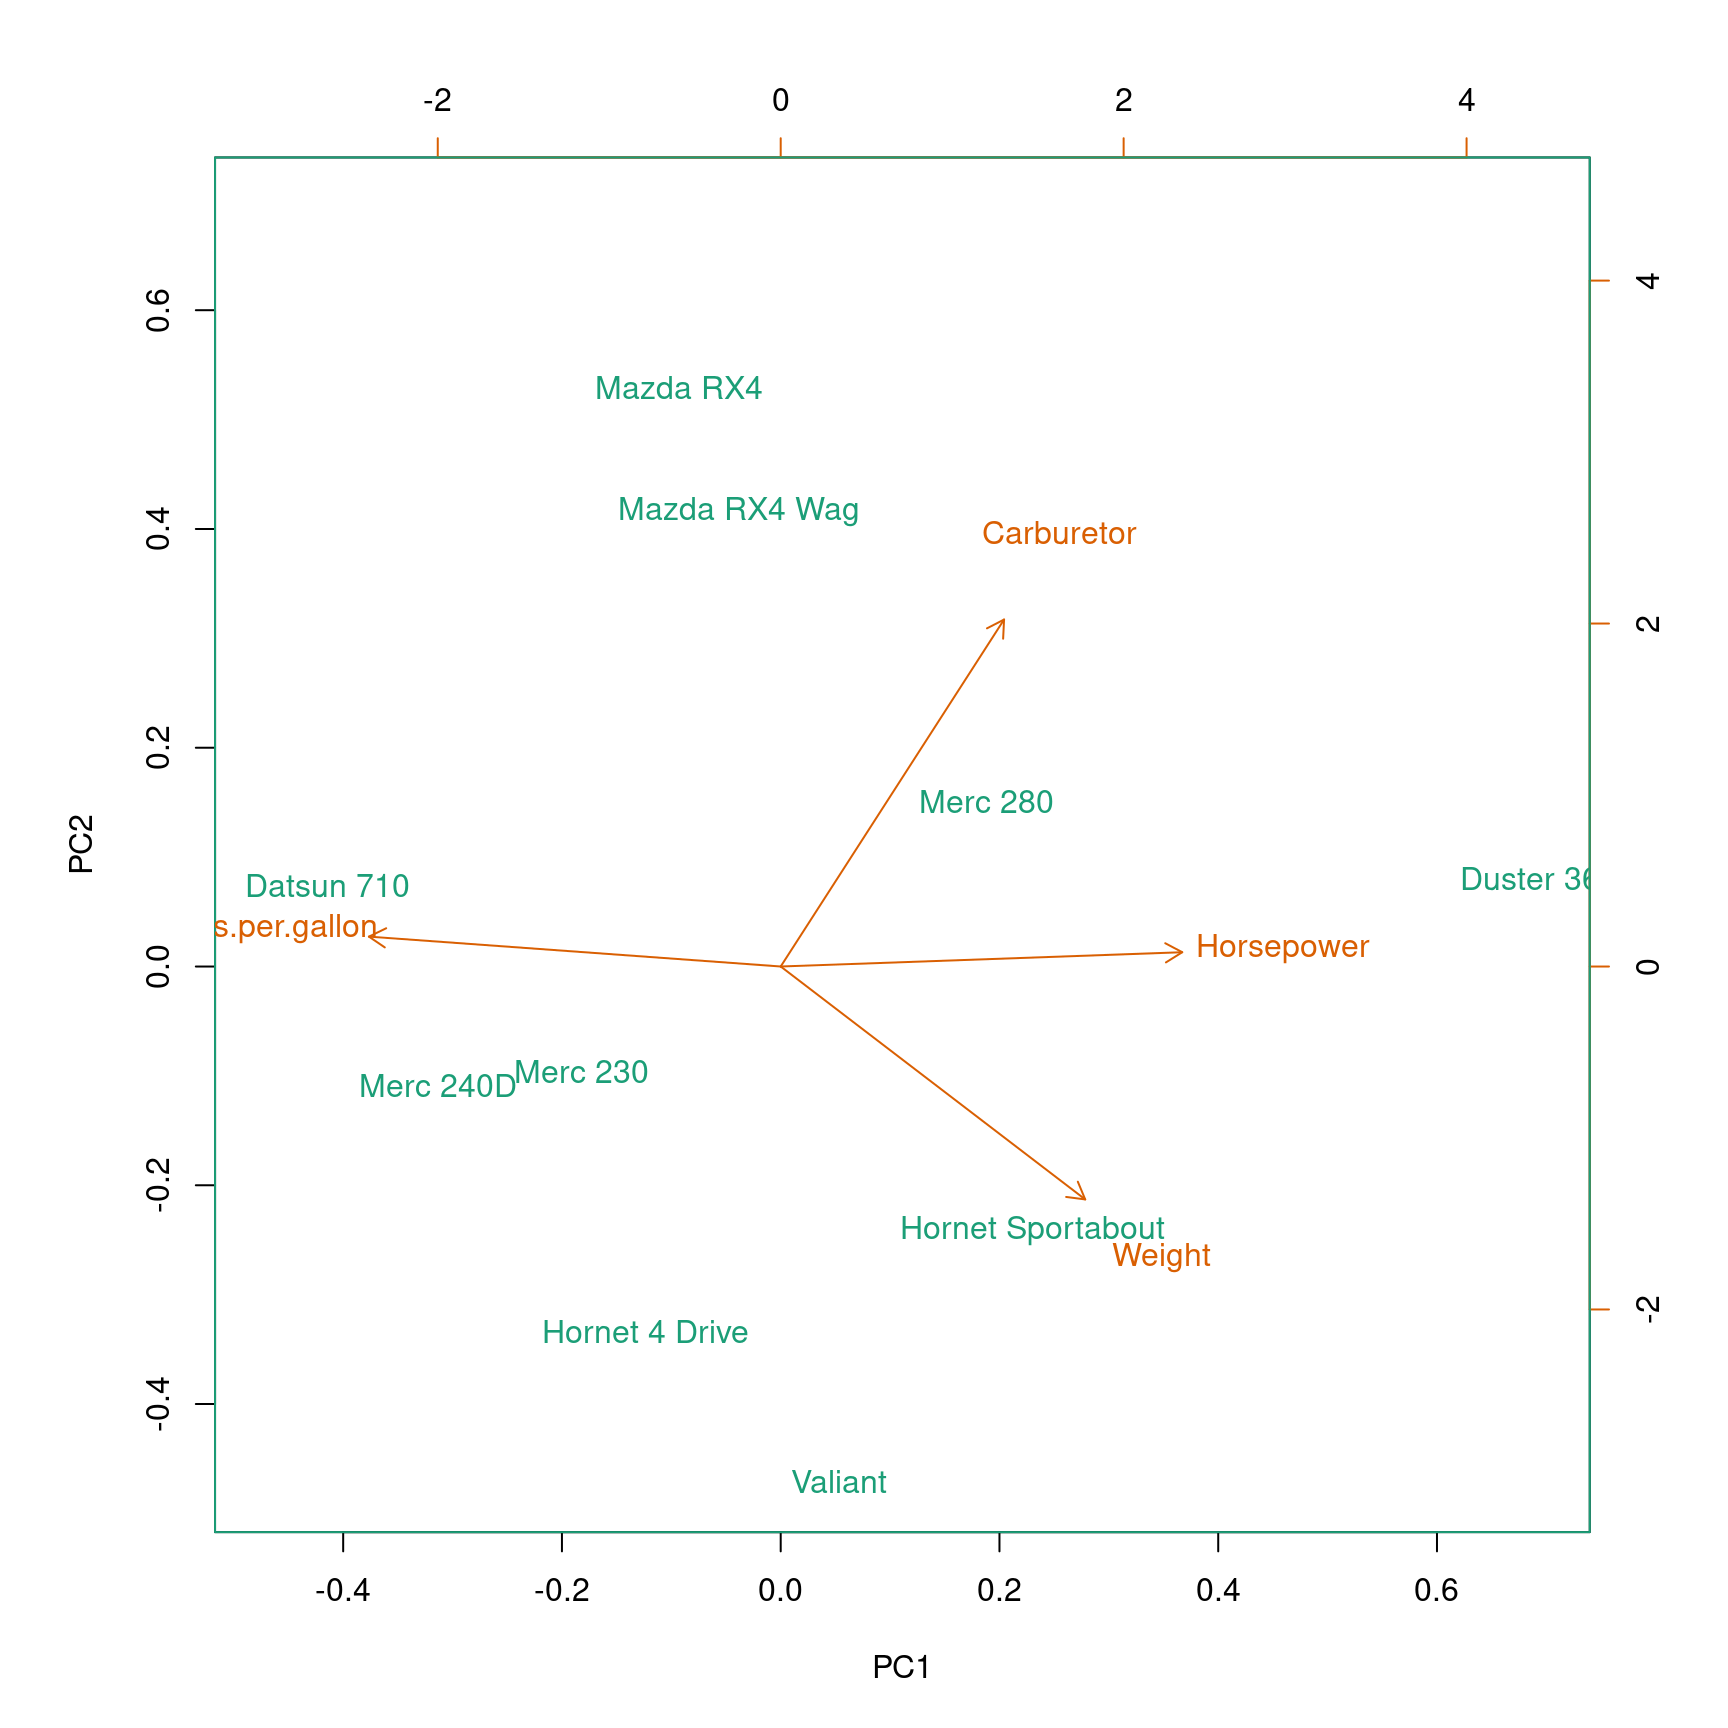 -2 0 2 4
0.6
4
Mazda RX4
Mazda RX4 Wag
0.4
Carburetor
2
0.2
Merc 280
PC2
Datsun 710
Duster 36
s.per.gallon
Horsepower
0.0
0
Merc 240D
Merc 230
-0.2
Hornet Sportabout
Weight
-2
Hornet 4 Drive
-0.4
Valiant
-0.4 -0.2 0.0 0.2 0.4 0.6
PC1